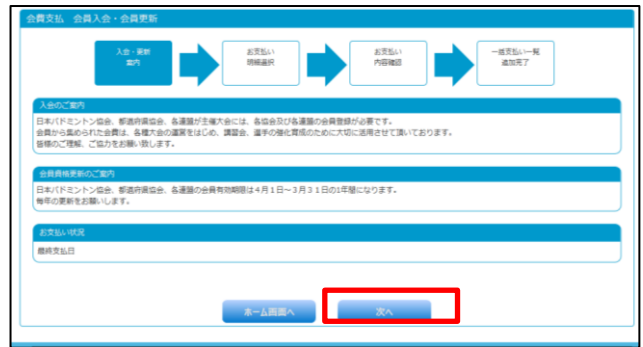 会費支払　会員入会・会員更新
入会・更新
案内
お支払い
明細選択
お支払い
内容確認
一括支払い一覧
追加完了
入会のご案内
日本バドミントン協会、都道府県協会、各連盟が主催大会には、各協会及び各連盟の会員登録が必要です。
会員から集められた会費は、各種大会の運営をはじめ、講習会、選手の強化育成のために大切に活用させて頂いております。
皆様のご理解、ご協力をお願い致します。
会員資格更新のご案内
日本バドミントン協会、都道府県協会、各連盟の会員有効期限は４月１日～３月３１日の1年間になります。
毎年の更新をお願いします。
お支払い状況
最終支払日
ホーム画面へ
次へ